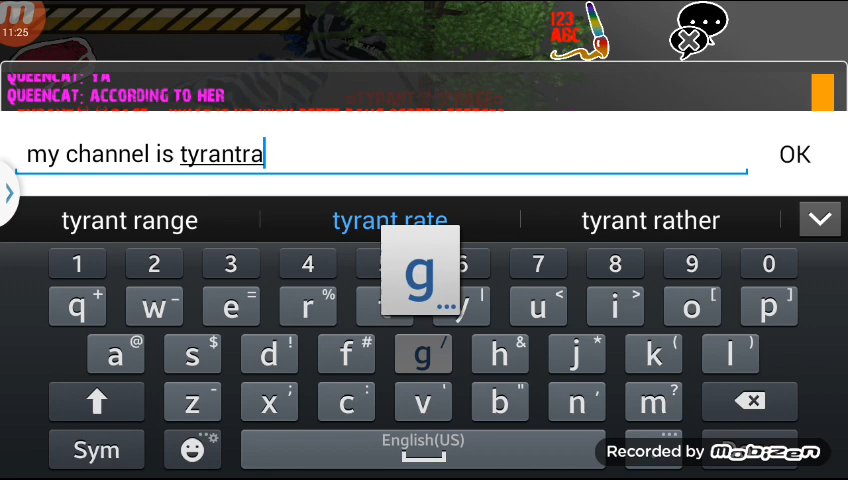 11:25
123
ABC
QUEENCAT: YA
QUEENCAT: ACCORDING TO HER
my channel is tyrantra
OK
tyrant range tyrant rate tyrant rather
g
...
1 2 3 4 6 7 8 9 0
q + w - e = r % y | u < i > o [ p ]
a @ s $ d ! f # g / h & j * k ( l )
z - x ; c : v ' b " n , m ?
Sym English(US)
Recorded by mobizen